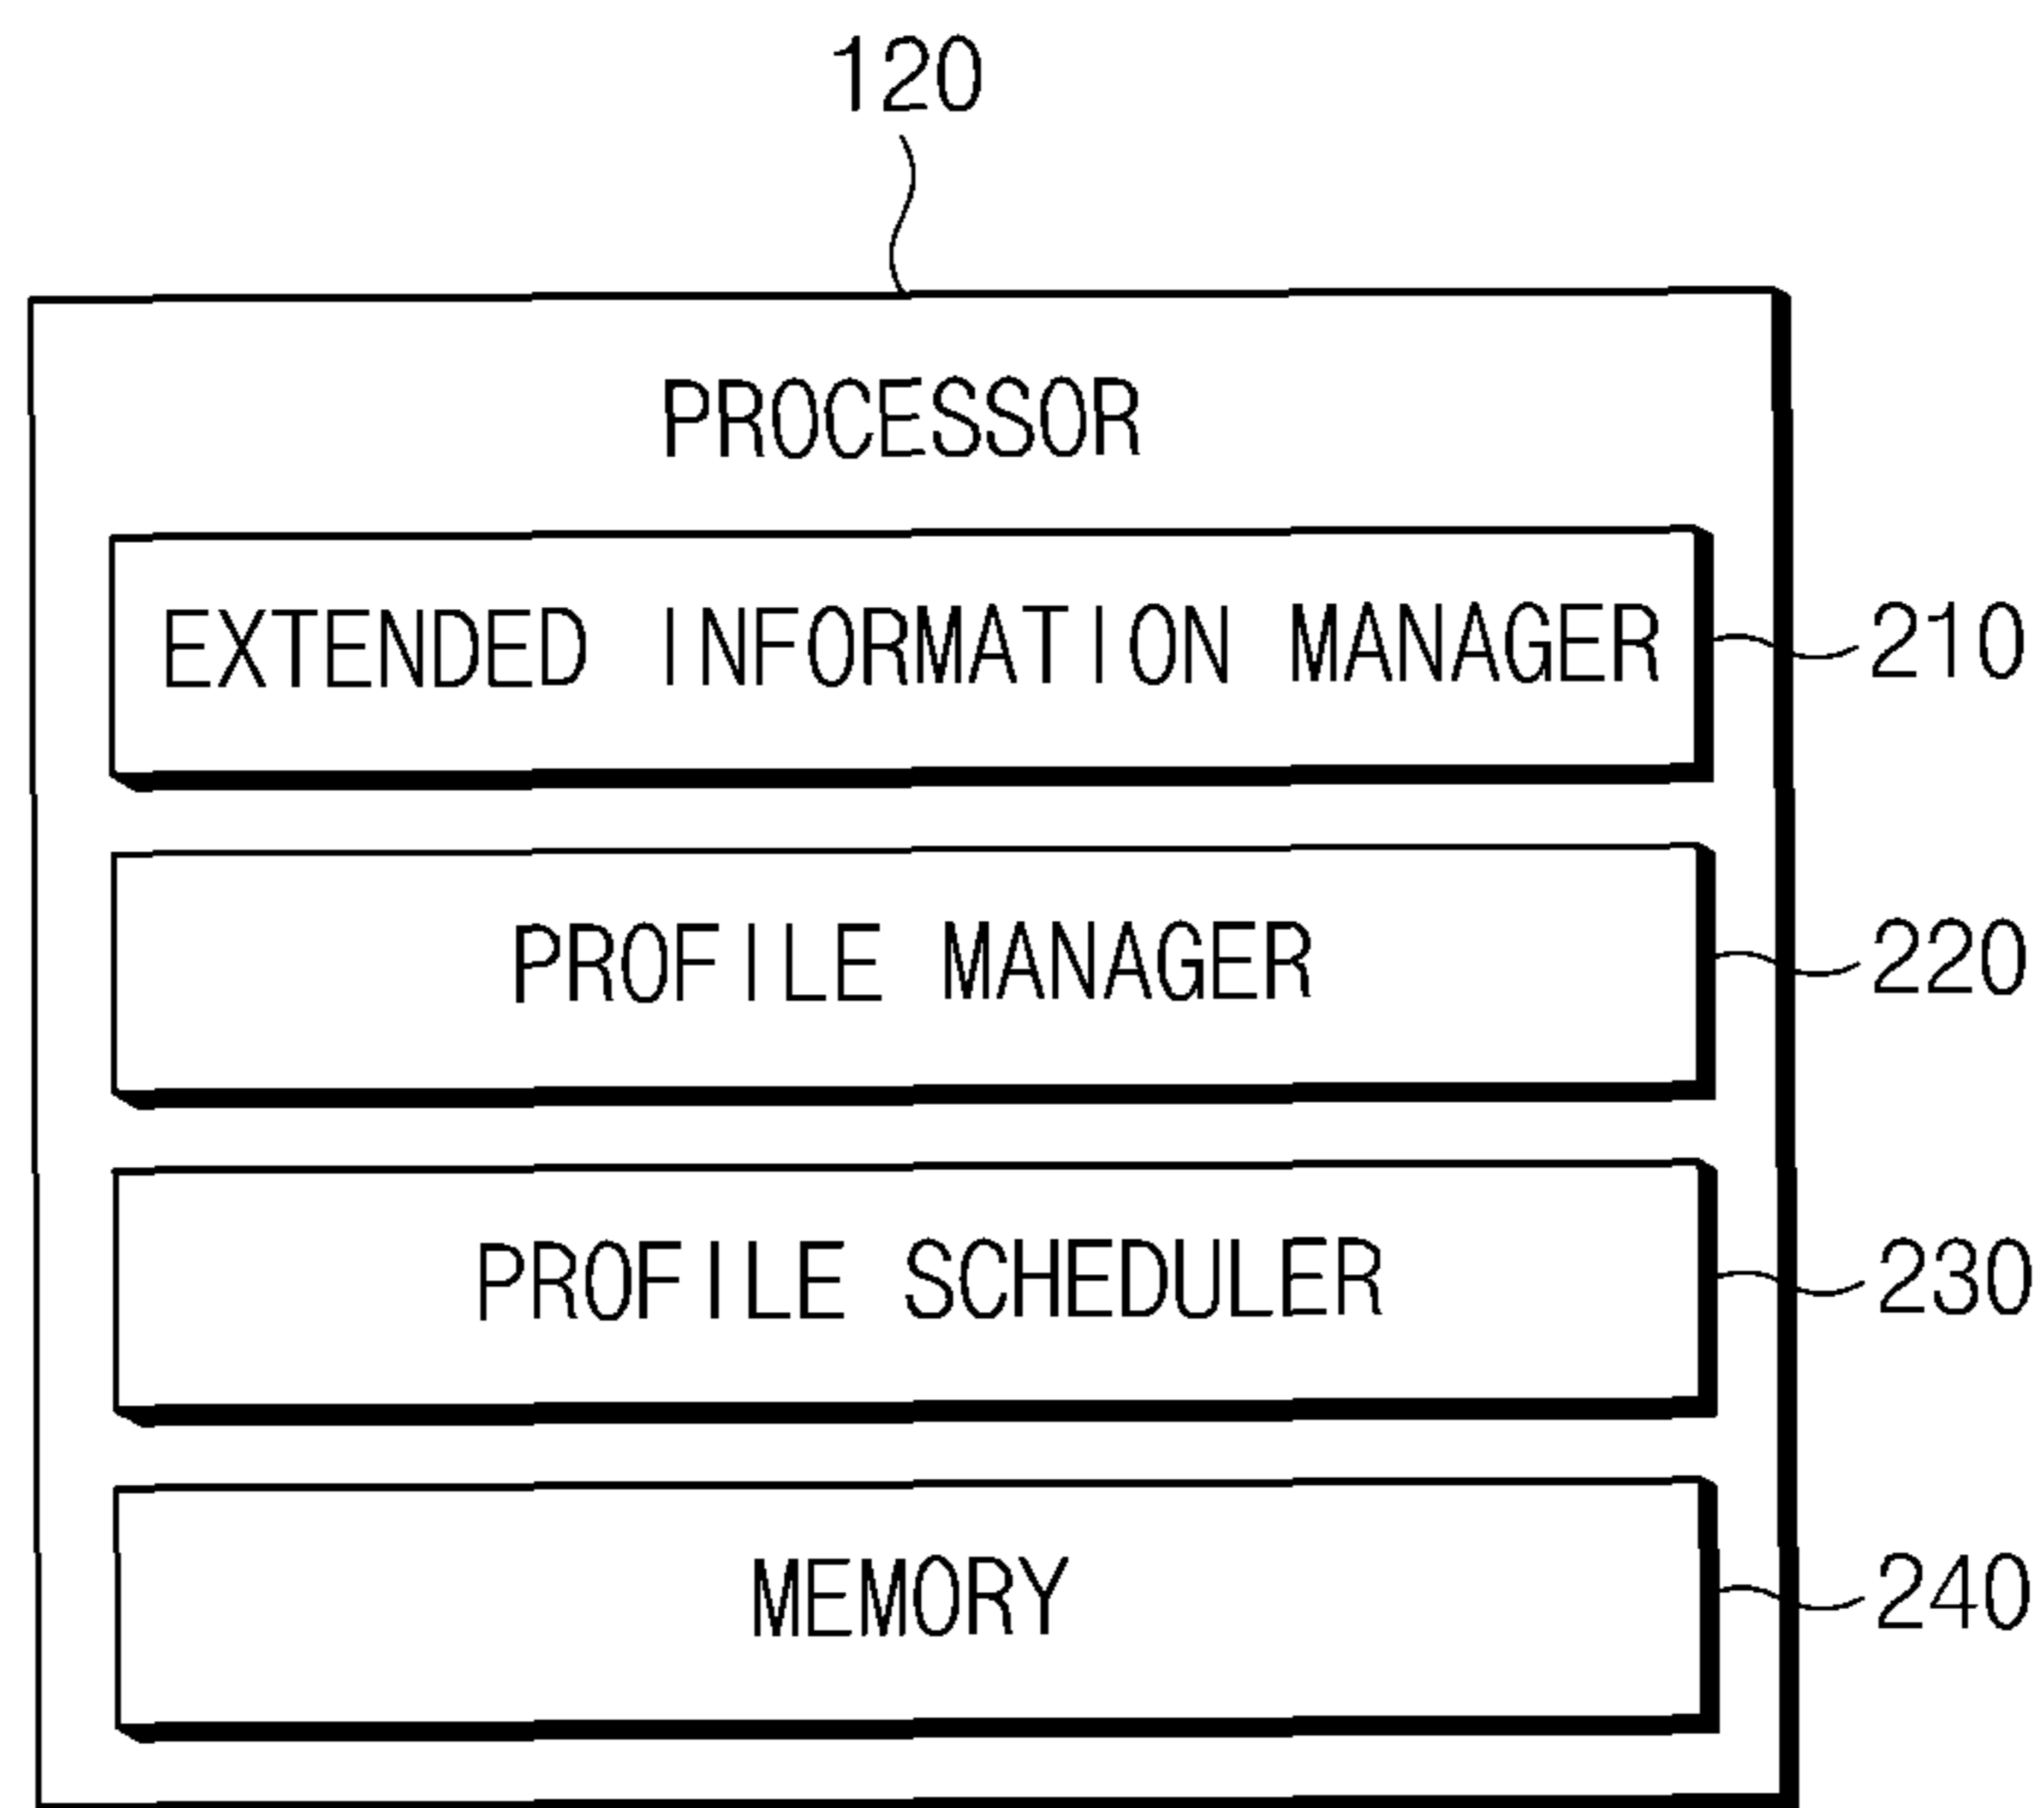 120
PROCESSOR
EXTENDED INFORMATION MANAGER 210
PROFILE MANAGER 220
PROFILE SCHEDULER 230
MEMORY 240